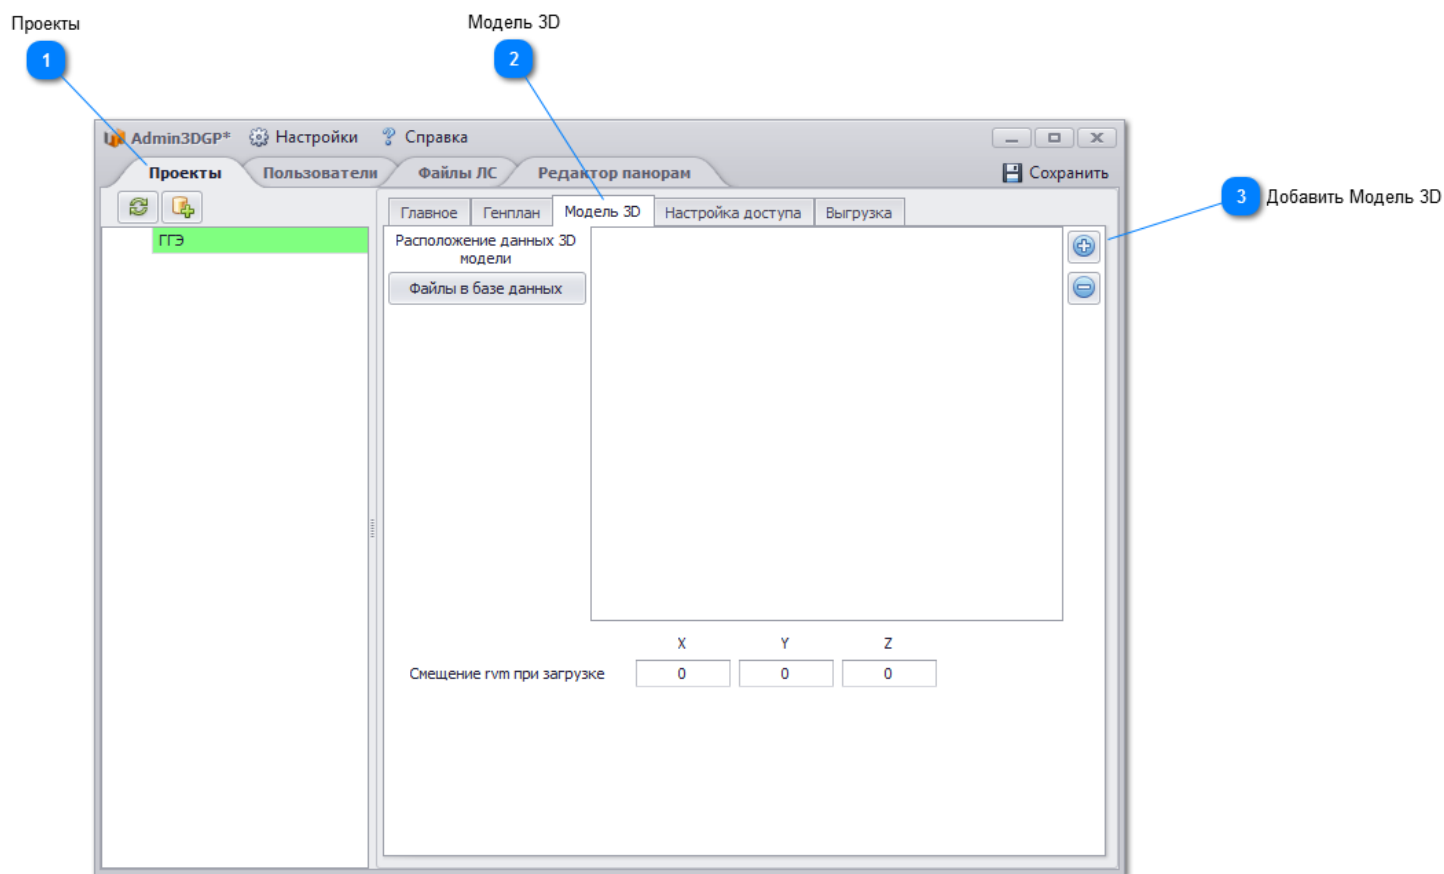 Проекты
Модель 3D
1
2
Admin3DGP*
Настройки
Справка
Проекты
Пользователи
Файлы ЛС
Редактор панорам
Сохранить
3
Добавить Модель 3D
Главное
Генплан
Модель 3D
Настройка доступа
Выгрузка
ГГЭ
Расположение данных 3D
модели
Файлы в базе данных
X
Y
Z
Смещение rvm при загрузке
0
0
0